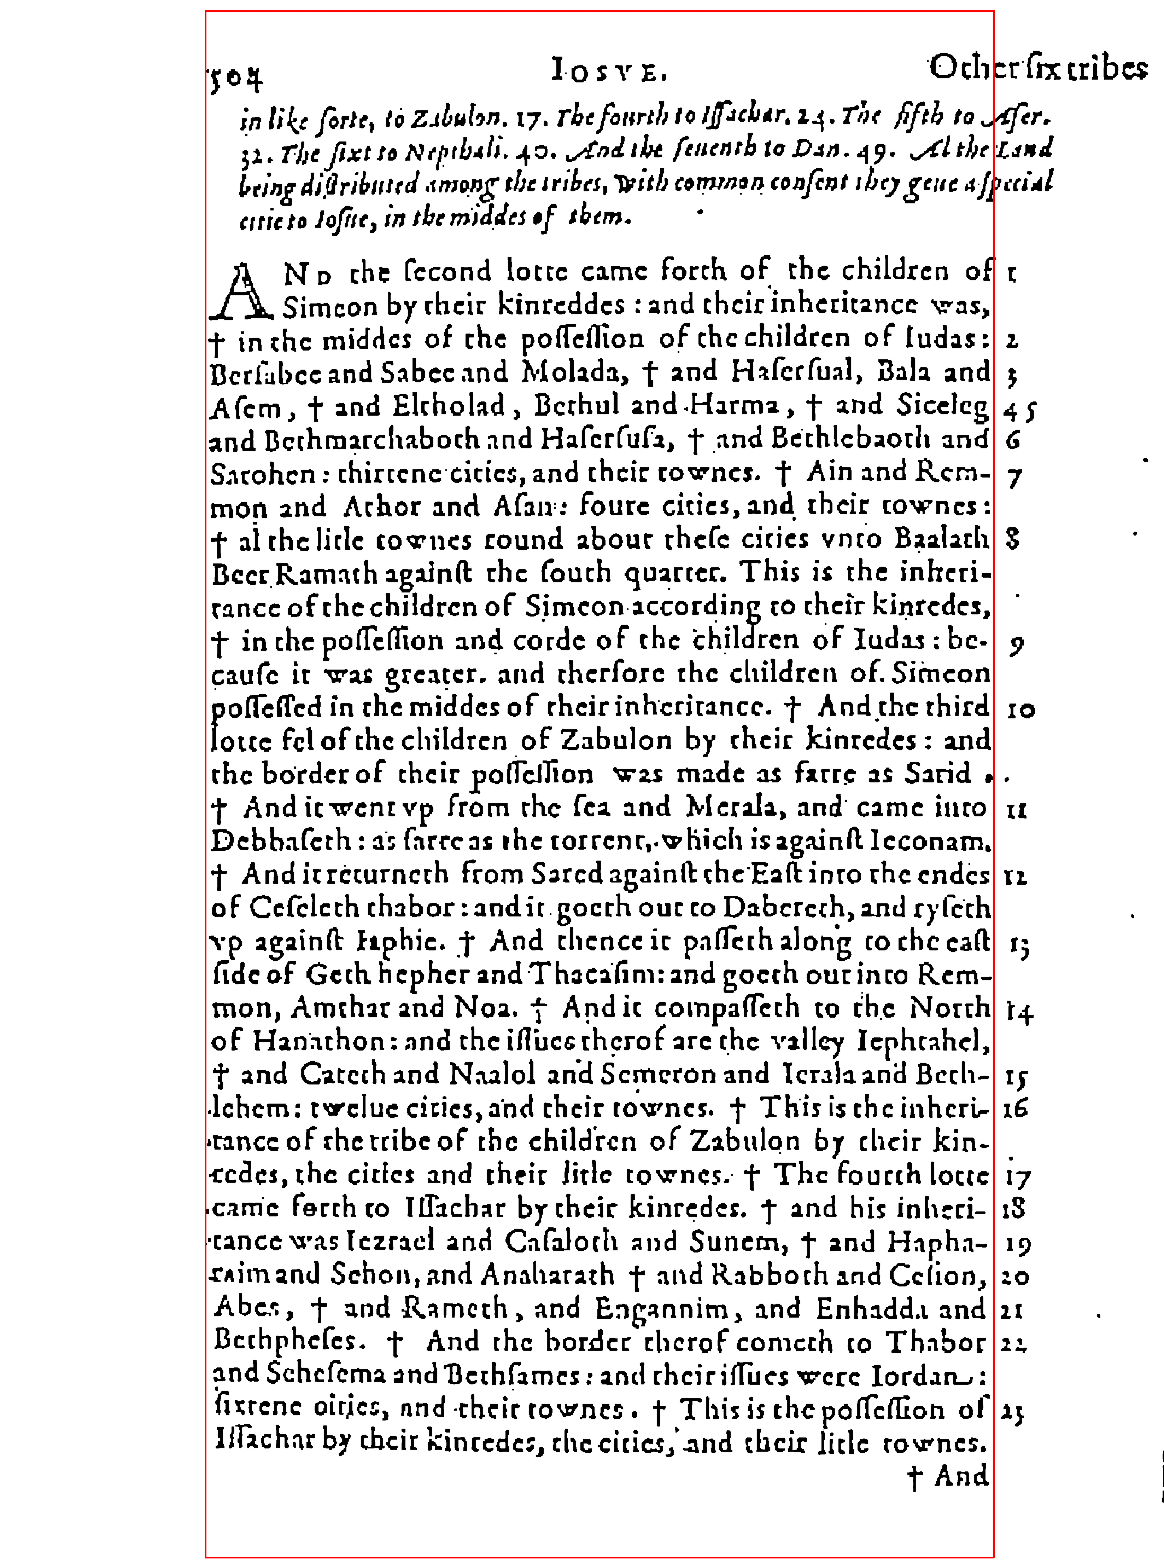 504 IOSVE. Other ſix tribes
in like ſorte, to Zabulon. 17. The fourth to Iſſachar. 24. The fifth to Aſer.
32. The ſixt to Nepthali. 40. And the ſeuenth to Dan. 49. Al the Land
being diſtributed among the tribes, with common conſent they geue a ſpecial
citie to Ioſue, in the middes of them.
AND the ſecond lotte came forth of the children of 1
Simeon by their kinreddes : and their inheritance was,
† in the middes of the poſſeſſion of the children of Iudas: 2
Berſabee and Sabee and Molada, † and Haſerſual, Bala and 3
Aſem, † and Eltholad, Bethul and Harma, † and Siceleg 4 5
and Bethmarchaboth and Haſerſuſa, † and Bethlebaoth and 6
Sarohen: thirtene cities, and their townes. † Ain and Rem- 7
mon and Athor and Aſan: foure cities, and their townes:
† al the litle townes round about theſe cities vnto Baalath 8
Beer Ramath againſt the ſouth quarter. This is the inheri-
tance of the children of Simeon according to their kinredes,
† in the poſſeſſion and corde of the children of Iudas: be- 9
cauſe it was greater. and therfore the children of Simeon
poſſeſſed in the middes of their inheritance. † And the third 10
lotte fel of the children of Zabulon by their kinredes: and
the border of their poſſeſſion was made as farre as Sarid.
† And it went vp from the ſea and Merala, and came into 11
Debbaſeth: as farre as the torrent, which is againſt Ieconam.
† And it returneth from Sared againſt the Eaſt into the endes 12
of Ceſeleth thabor: and it goeth out to Dabereth, and ryſeth
vp againſt Iaphie. † And thence it paſſeth along to the eaſt 13
ſide of Geth hepher and Thacaſim: and goeth out into Rem-
mon, Amthar and Noa. † And it compaſſeth to the North 14
of Hanathon: and the iſſues therof are the valley Iephtahel,
† and Cateth and Naalol and Semeron and Ierala and Beth- 15
lehem: twelue cities, and their townes. † This is the inheri- 16
tance of the tribe of the children of Zabulon by their kin-
redes, the cities and their litle townes. † The fourth lotte 17
came forth to Iſſachar by their kinredes. † and his inheri- 18
tance was Iezrael and Caſaloth and Sunem, † and Hapha- 19
raim and Sehon, and Anaharath † and Rabboth and Ceſion, 20
Abes, † and Rameth, and Engannim, and Enhadda and 21
Bethpheſes. † And the border therof cometh to Thabor 22
and Seheſema and Bethſames: and their iſſues were Iordan:
ſixtene cities, and their townes. † This is the poſſeſſion of 23
Iſſachar by their kinredes, the cities, and their litle townes.
† And